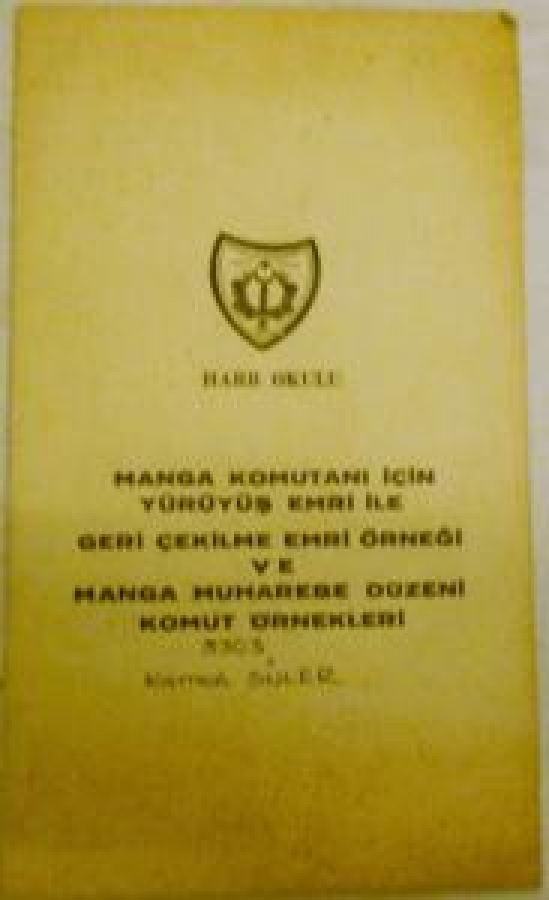 HARB OKULU
MANGA KOMUTANI İÇİN
YÜRÜYÜŞ EMRİ İLE
GERİ ÇEKİLME EMRİ ÖRNEĞİ
VE
MANGA MUHAREBE DÜZENİ
KOMUT ÖRNEKLERİ